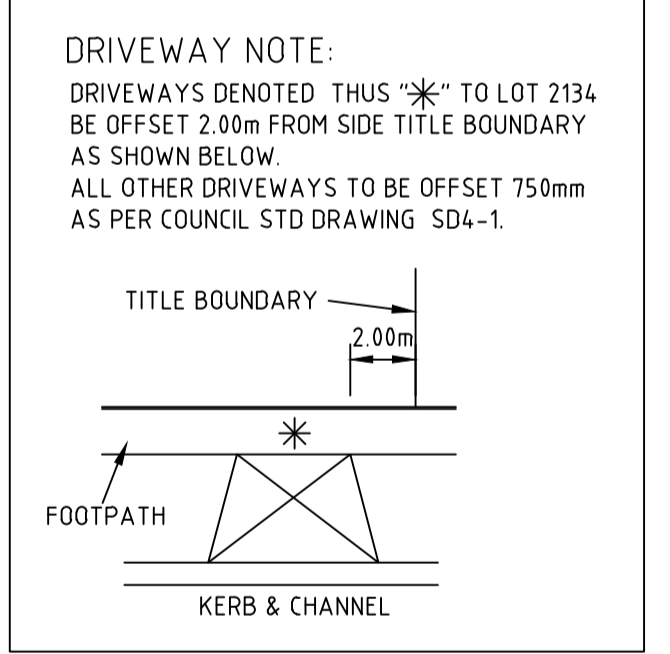 DRIVEWAY NOTE:
DRIVEWAYS DENOTED THUS "*" TO LOT 2134
BE OFFSET 2.00m FROM SIDE TITLE BOUNDARY
AS SHOWN BELOW.
ALL OTHER DRIVEWAYS TO BE OFFSET 750mm
AS PER COUNCIL STD DRAWING SD4-1.
TITLE BOUNDARY
2.00m
*
FOOTPATH
KERB & CHANNEL